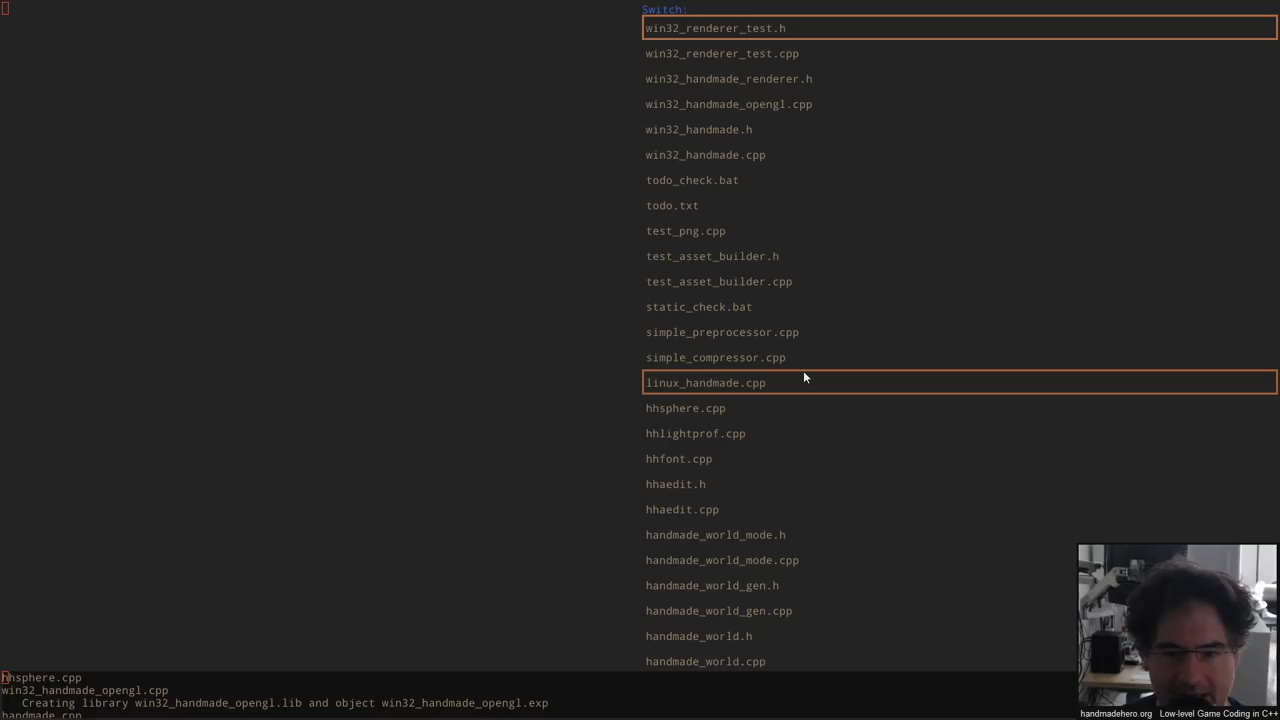 Switch:
win32_renderer_test.h
win32_renderer_test.cpp
win32_handmade_renderer.h
win32_handmade_opengl.cpp
win32_handmade.h
win32_handmade.cpp
todo_check.bat
todo.txt
test_png.cpp
test_asset_builder.h
test_asset_builder.cpp
static_check.bat
simple_preprocessor.cpp
simple_compressor.cpp
linux_handmade.cpp
hhsphere.cpp
hhlightprof.cpp
hhfont.cpp
hhaedit.h
hhaedit.cpp
handmade_world_mode.h
handmade_world_mode.cpp
handmade_world_gen.h
handmade_world_gen.cpp
handmade_world.h
handmade_world.cpp
hhsphere.cpp
win32_handmade_opengl.cpp
Creating library win32_handmade_opengl.lib and object win32_handmade_opengl.exp
handmade.cpp
handmadehero.org Low-level Game Coding in C++